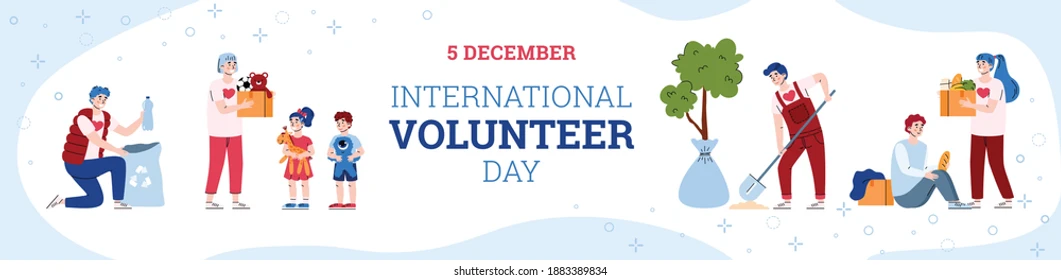 5 DECEMBER
INTERNATIONAL
VOLUNTEER
DAY
shutterstock.com · 1883389834